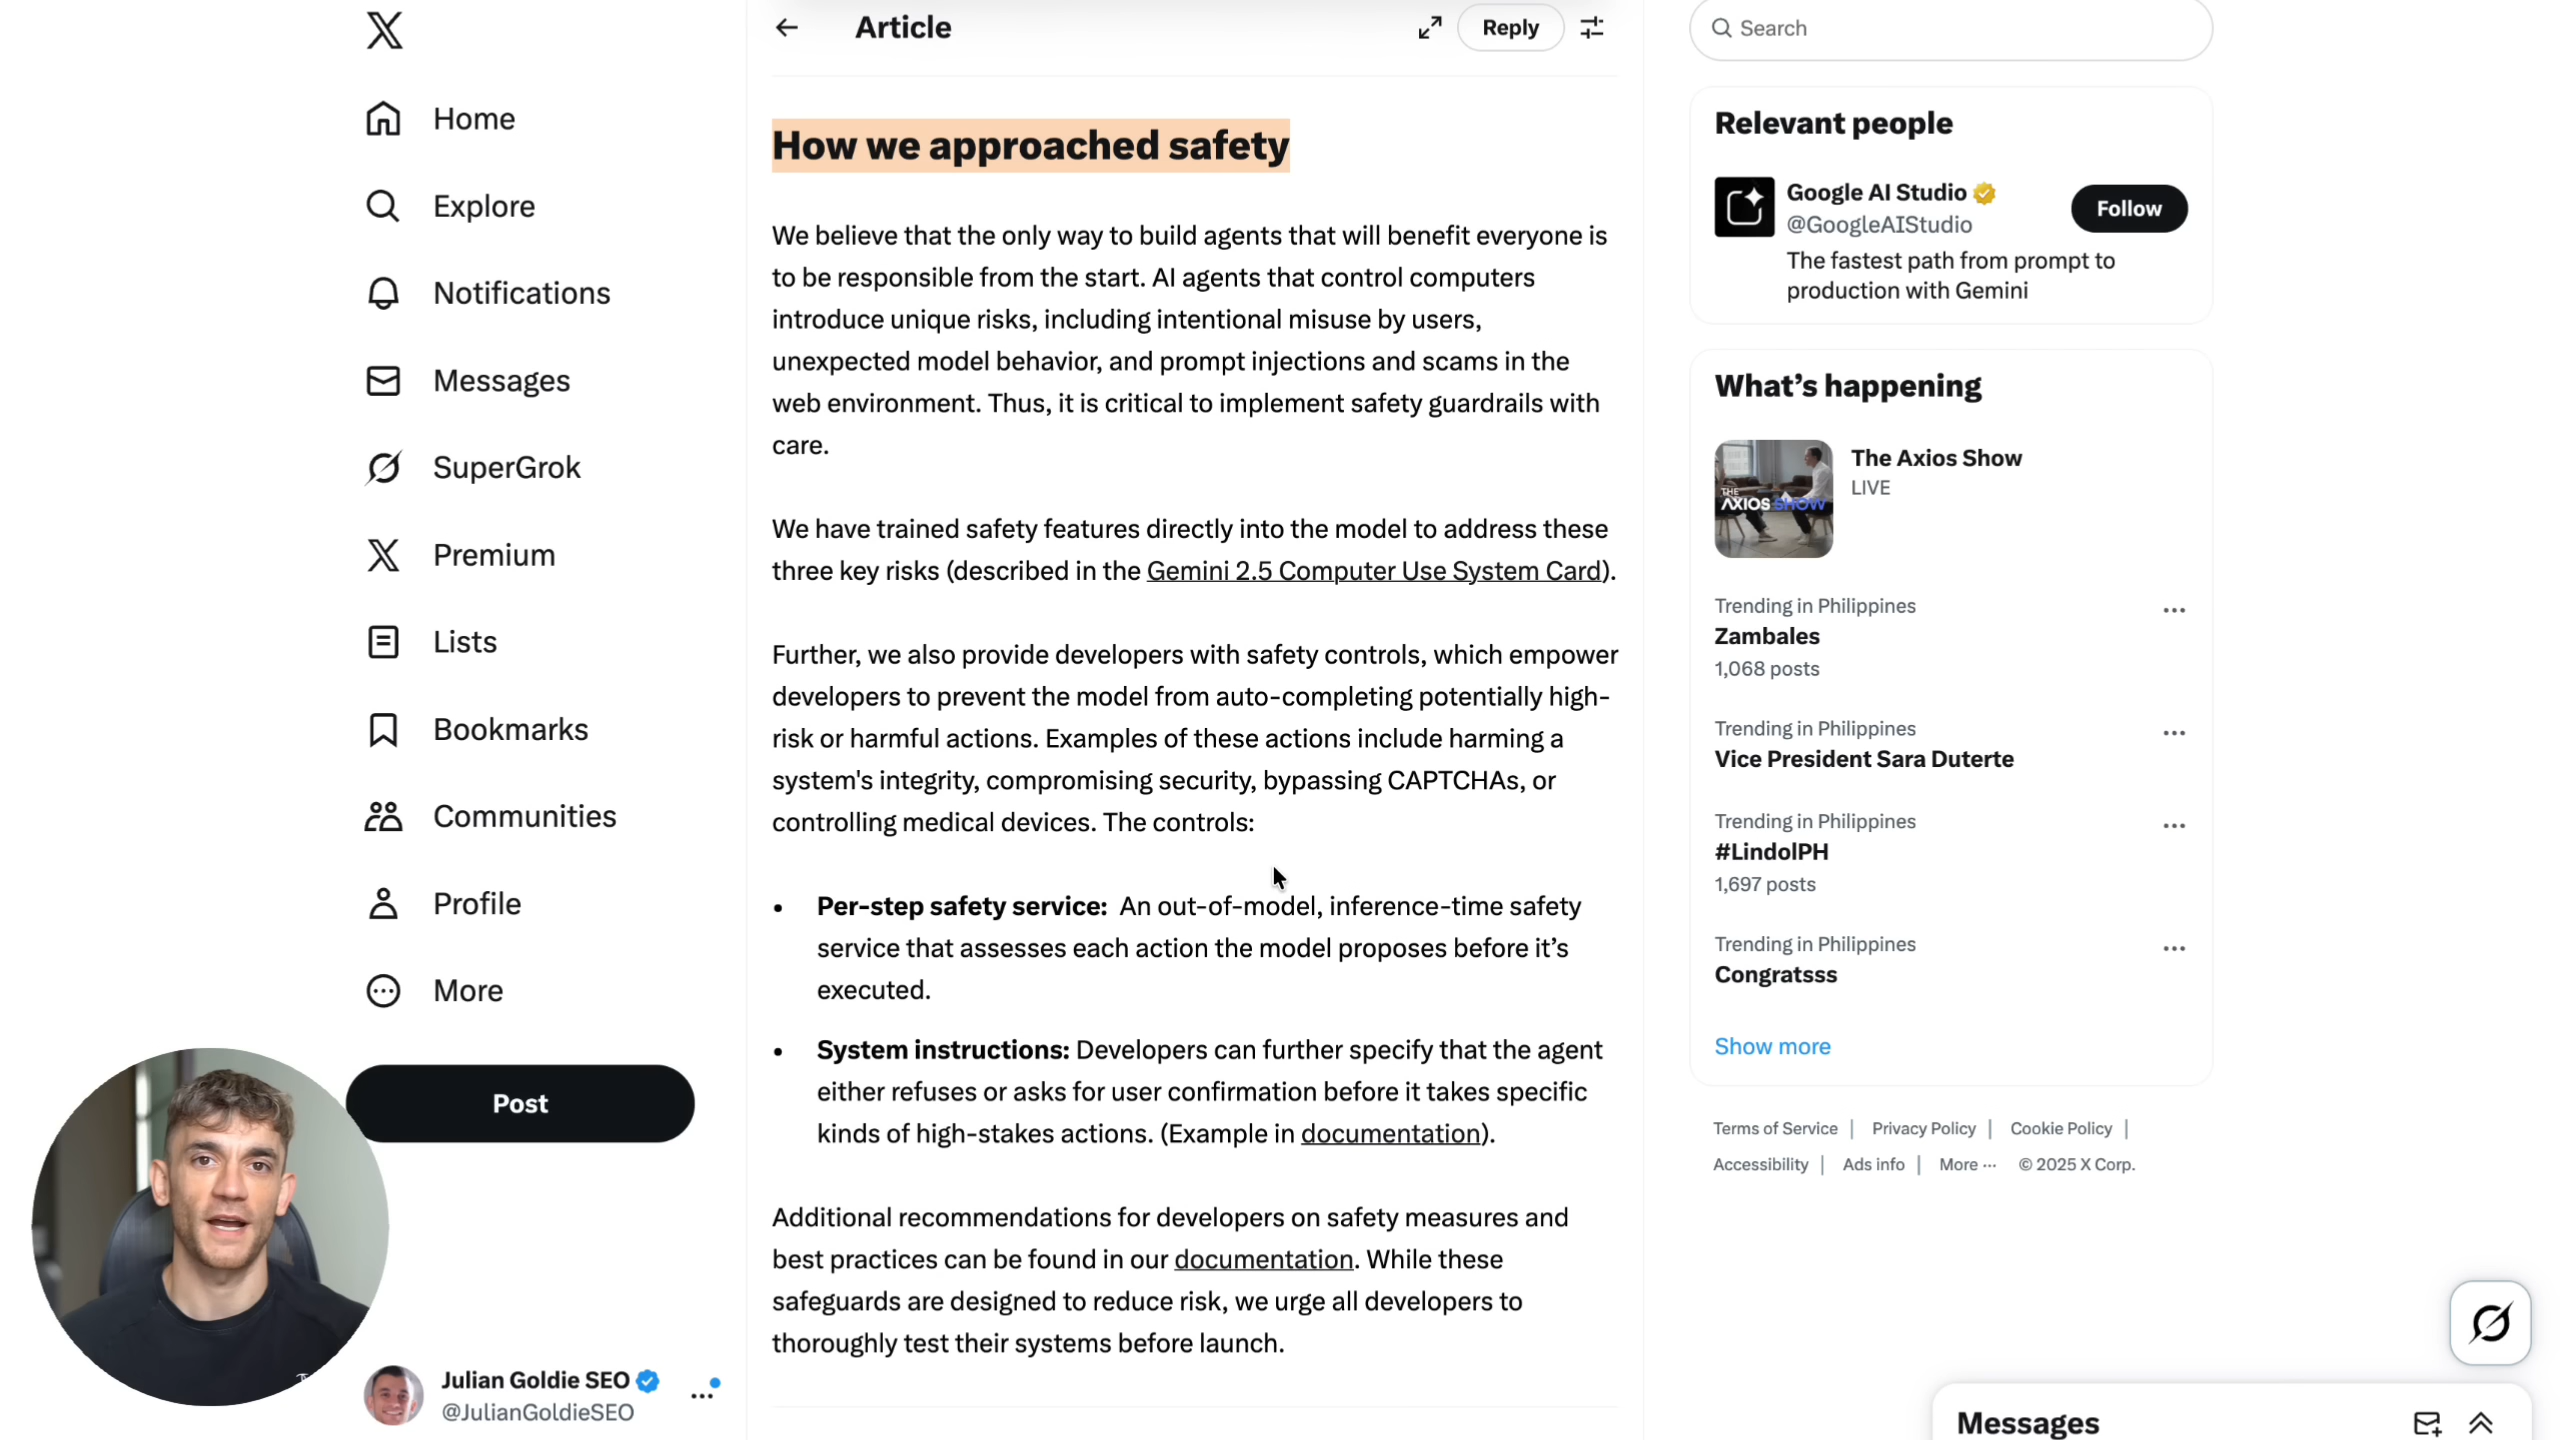 Home
Explore
Notifications
Messages
SuperGrok
Premium
Lists
Bookmarks
Communities
Profile
More
Post
Julian Goldie SEO
@JulianGoldieSEO
Article
Reply
How we approached safety
We believe that the only way to build agents that will benefit everyone is
to be responsible from the start. AI agents that control computers
introduce unique risks, including intentional misuse by users,
unexpected model behavior, and prompt injections and scams in the
web environment. Thus, it is critical to implement safety guardrails with
care.
We have trained safety features directly into the model to address these
three key risks (described in the Gemini 2.5 Computer Use System Card).
Further, we also provide developers with safety controls, which empower
developers to prevent the model from auto-completing potentially high-
risk or harmful actions. Examples of these actions include harming a
system's integrity, compromising security, bypassing CAPTCHAs, or
controlling medical devices. The controls:
• Per-step safety service: An out-of-model, inference-time safety
service that assesses each action the model proposes before it’s
executed.
• System instructions: Developers can further specify that the agent
either refuses or asks for user confirmation before it takes specific
kinds of high-stakes actions. (Example in documentation).
Additional recommendations for developers on safety measures and
best practices can be found in our documentation. While these
safeguards are designed to reduce risk, we urge all developers to
thoroughly test their systems before launch.
Search
Relevant people
Google AI Studio
@GoogleAIStudio
Follow
The fastest path from prompt to
production with Gemini
What’s happening
THE
AXIOS SHOW
The Axios Show
LIVE
Trending in Philippines
Zambales
1,068 posts
Trending in Philippines
Vice President Sara Duterte
Trending in Philippines
#LindolPH
1,697 posts
Trending in Philippines
Congratsss
Show more
Terms of Service | Privacy Policy | Cookie Policy |
Accessibility | Ads info | More ··· © 2025 X Corp.
Messages